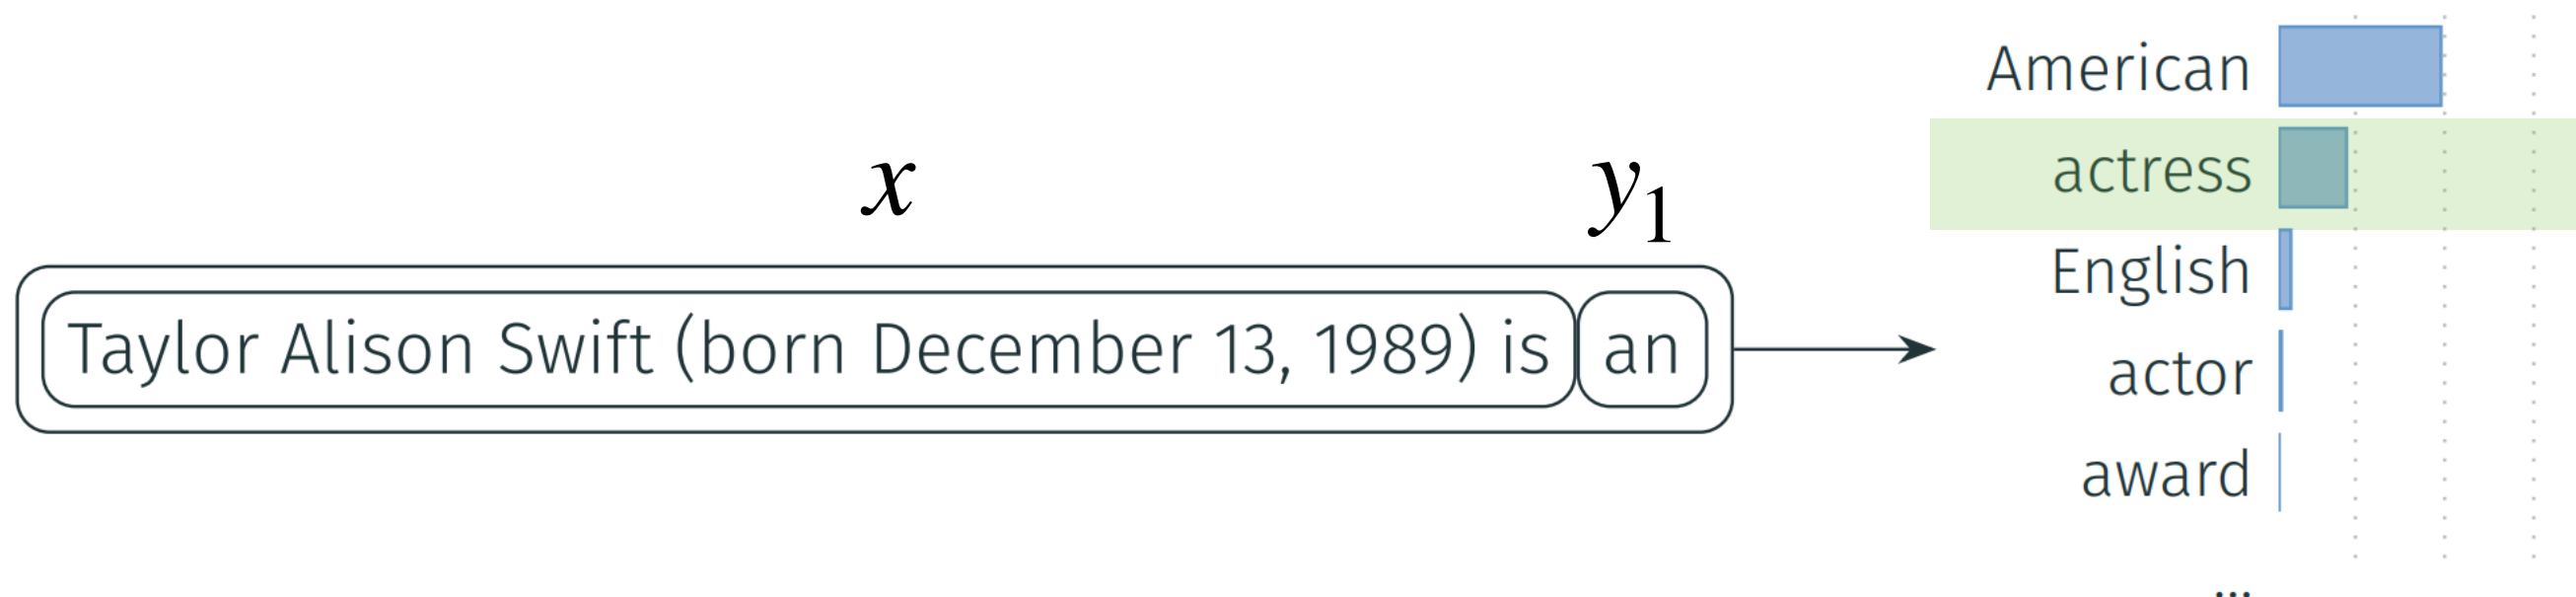 x
y₁
Taylor Alison Swift (born December 13, 1989) is an
American
actress
English
actor
award
...